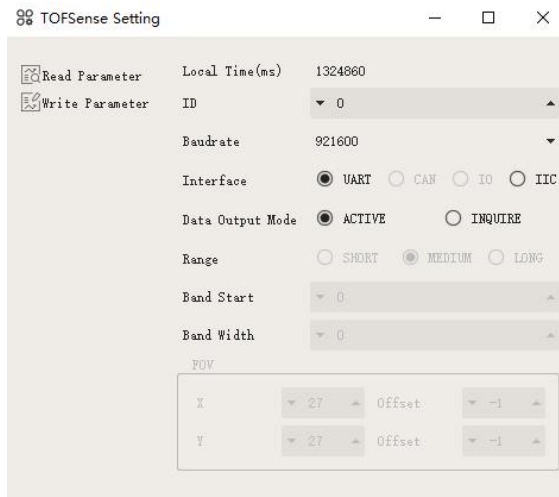 TOFSense Setting
Read Parameter
Write Parameter
Local Time(ms) 1324860
ID 0
Baudrate 921600
Interface UART CAN IO IIC
Data Output Mode ACTIVE INQUIRE
Range SHORT MEDIUM LONG
Band Start 0
Band Width 0
FOV
X 27 Offset -1
Y 27 Offset -1